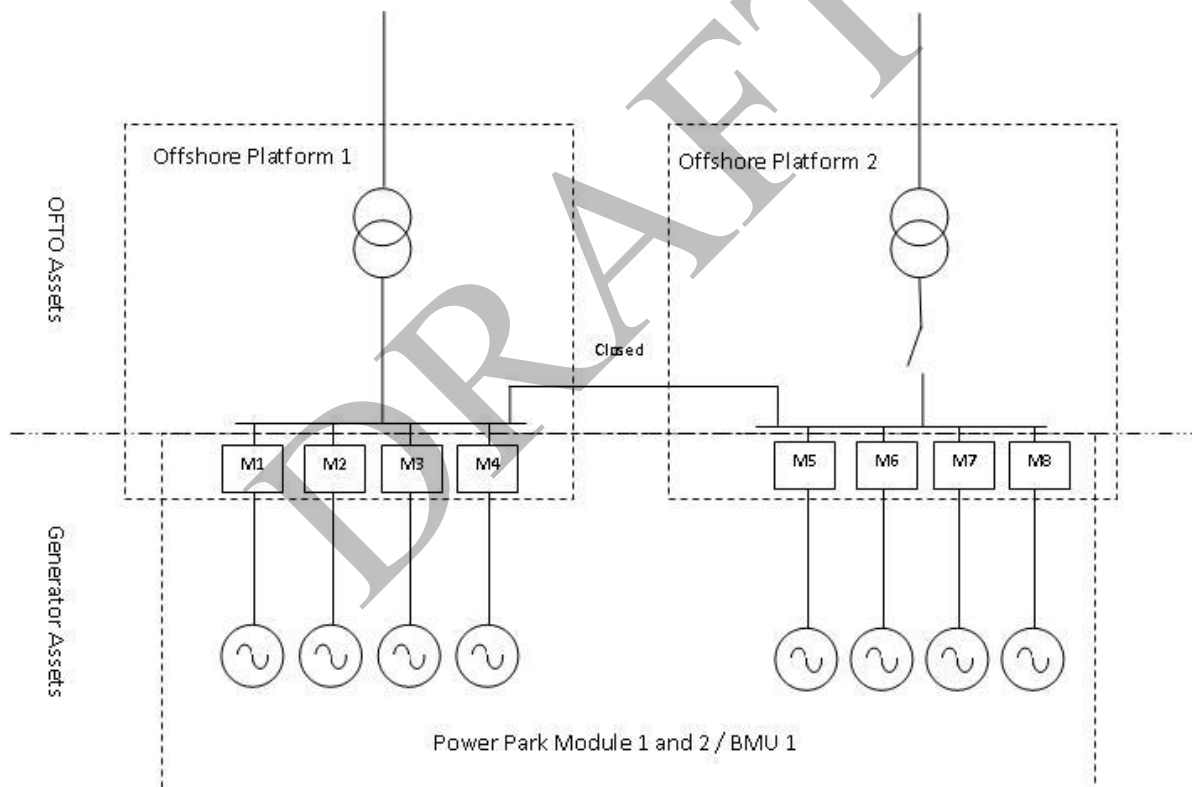 DRAFT
Offshore Platform 1
Offshore Platform 2
OFTO Assets
Closed
M1 M2 M3 M4 M5 M6 M7 M8
Generator Assets
Power Park Module 1 and 2 / BMU 1